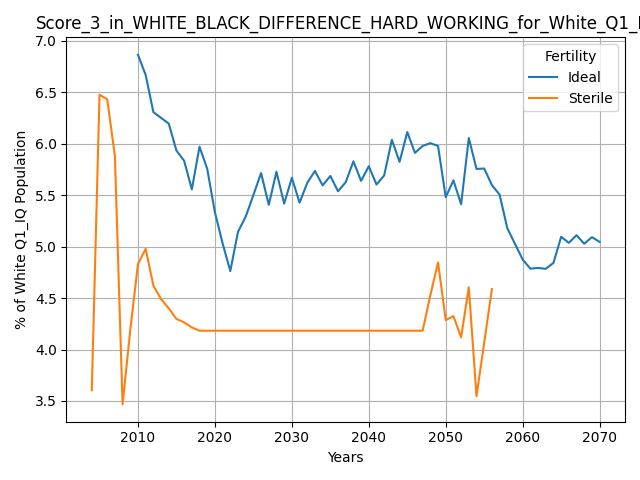 Score_3_in_WHITE_BLACK_DIFFERENCE_HARD_WORKING_for_White_Q1_
7.0
6.5
6.0
5.5
5.0
4.5
4.0
3.5
% of White Q1_IQ Population
Fertility
Ideal
Sterile
2010 2020 2030 2040 2050 2060 2070
Years